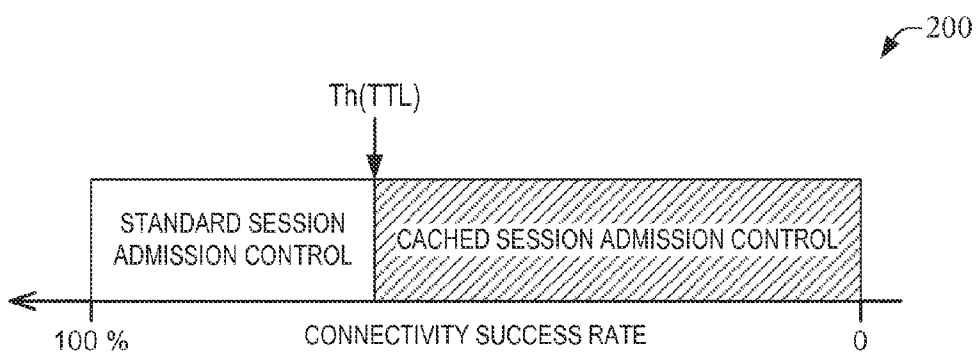 200
Th(TTL)
STANDARD SESSION
ADMISSION CONTROL
CACHED SESSION ADMISSION CONTROL
100 %
CONNECTIVITY SUCCESS RATE
0